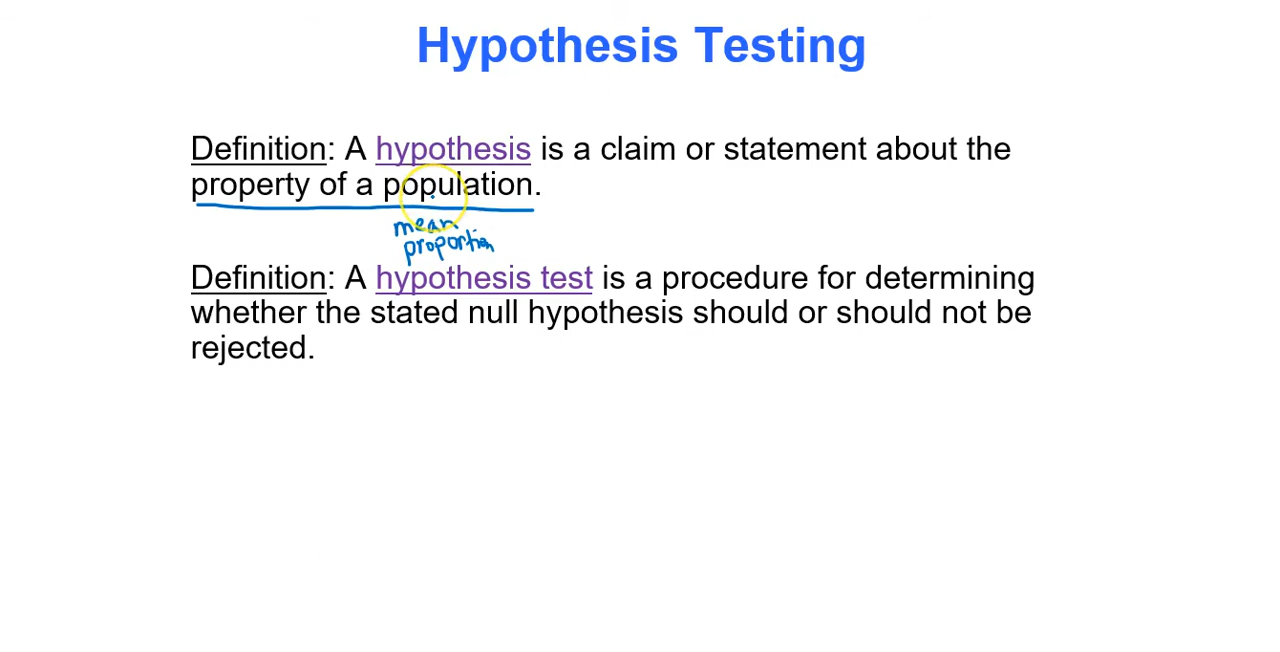 Hypothesis Testing
Definition: A hypothesis is a claim or statement about the
property of a population.
mean
proportion
Definition: A hypothesis test is a procedure for determining
whether the stated null hypothesis should or should not be
rejected.